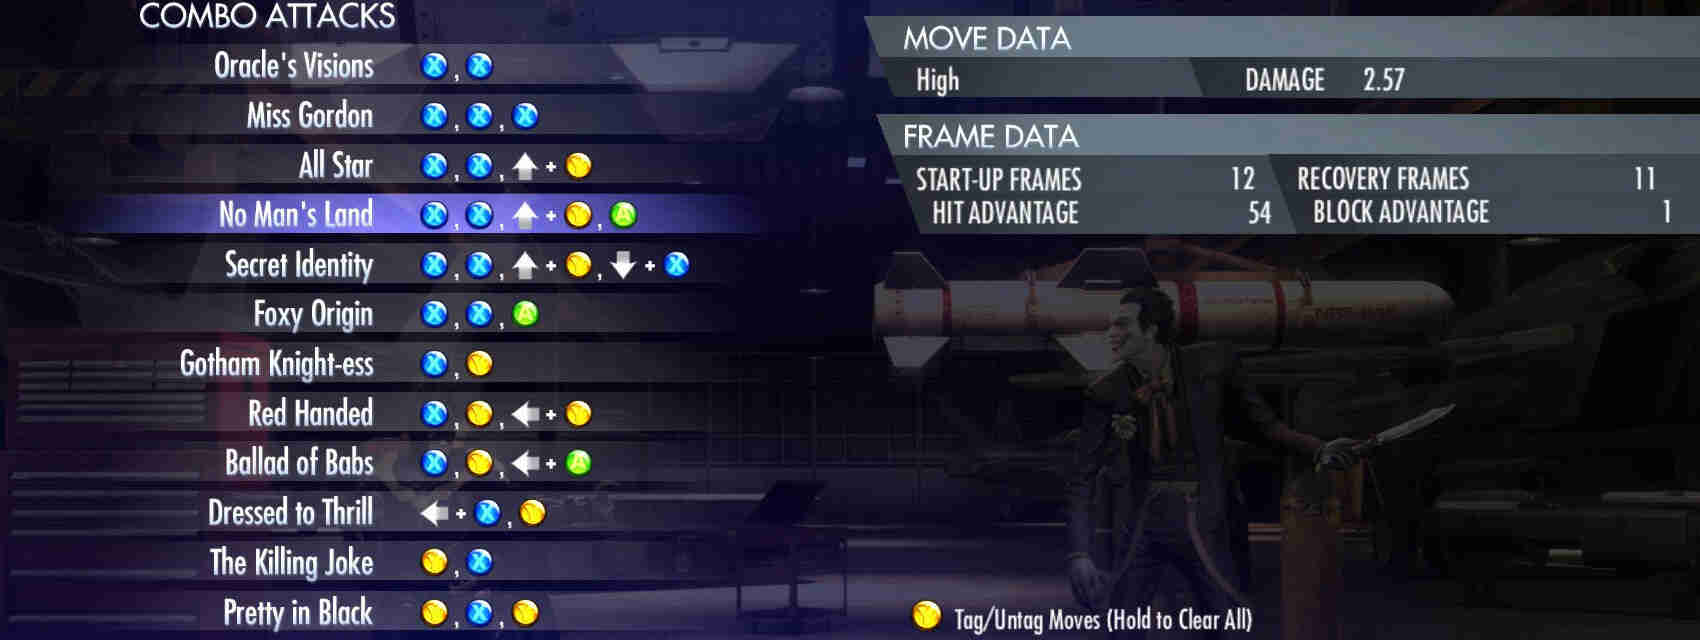 COMBO ATTACKS
Oracle's Visions X, X
Miss Gordon X, X, X
All Star X, X, ⬆ + Y
No Man's Land X, X, ⬆ + Y, A
Secret Identity X, X, ⬆ + Y, ⬇ + X
Foxy Origin X, X, A
Gotham Knight-ess X, Y
Red Handed X, Y, ⬅ + Y
Ballad of Babs X, Y, ⬅ + A
Dressed to Thrill ⬅ + X, Y
The Killing Joke Y, X
Pretty in Black Y, X, Y
MOVE DATA
High DAMAGE 2.57
FRAME DATA
START-UP FRAMES 12 RECOVERY FRAMES 11
HIT ADVANTAGE 54 BLOCK ADVANTAGE 1
Y Tag/Untag Moves (Hold to Clear All)